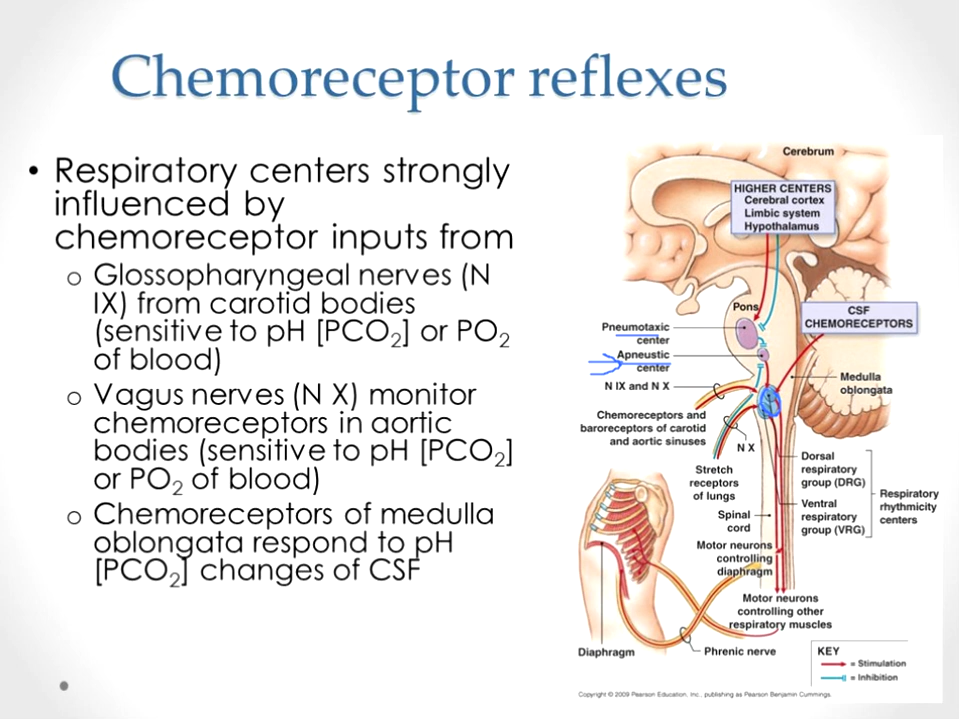 Chemoreceptor reflexes
• Respiratory centers strongly
influenced by
chemoreceptor inputs from
o Glossopharyngeal nerves (N
IX) from carotid bodies
(sensitive to pH [PCO₂] or PO₂
of blood)
o Vagus nerves (N X) monitor
chemoreceptors in aortic
bodies (sensitive to pH [PCO₂]
or PO₂ of blood)
o Chemoreceptors of medulla
oblongata respond to pH
[PCO₂] changes of CSF
Cerebrum
HIGHER CENTERS
Cerebral cortex
Limbic system
Hypothalamus
Pons
CSF
CHEMORECEPTORS
Pneumotaxic
center
Apneustic
center
N IX and N X
Medulla
oblongata
Chemoreceptors and
baroreceptors of carotid
and aortic sinuses
N X
Stretch
receptors
of lungs
Dorsal
respiratory
group (DRG)
Respiratory
rhythmicity
centers
Ventral
respiratory
group (VRG)
Spinal
cord
Motor neurons
controlling
diaphragm
Motor neurons
controlling other
respiratory muscles
Diaphragm
Phrenic nerve
KEY
= Stimulation
= Inhibition
Copyright © 2009 Pearson Education, Inc., publishing as Pearson Benjamin Cummings.